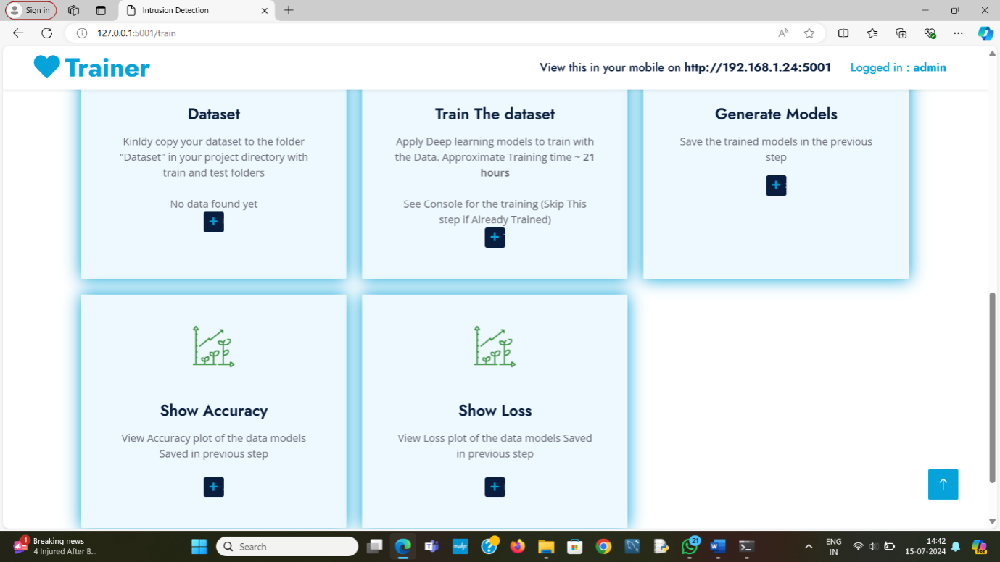 Sign in
Intrusion Detection
127.0.0.1:5001/train
Trainer
View this in your mobile on http://192.168.1.24:5001
Logged in : admin
Dataset
Kinldy copy your dataset to the folder
"Dataset" in your project directory with
train and test folders
No data found yet
Train The dataset
Apply Deep learning models to train with
the Data. Approximate Training time ~ 21
hours
See Console for the training (Skip This
step if Already Trained)
Generate Models
Save the trained models in the previous
step
Show Accuracy
View Accuracy plot of the data models
Saved in previous step
Show Loss
View Loss plot of the data models Saved
in previous step
1
Breaking news
4 Injured After B...
Search
21
ENG
IN
14:42
15-07-2024
PRE